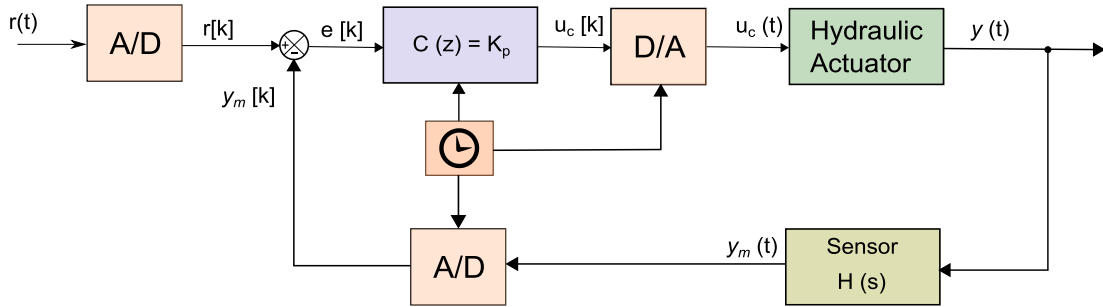 r(t)
A/D
r[k]
+
-
e [k]
C (z) = Kp
uc [k]
D/A
uc (t)
Hydraulic
Actuator
y (t)
ym [k]
A/D
ym (t)
Sensor
H (s)